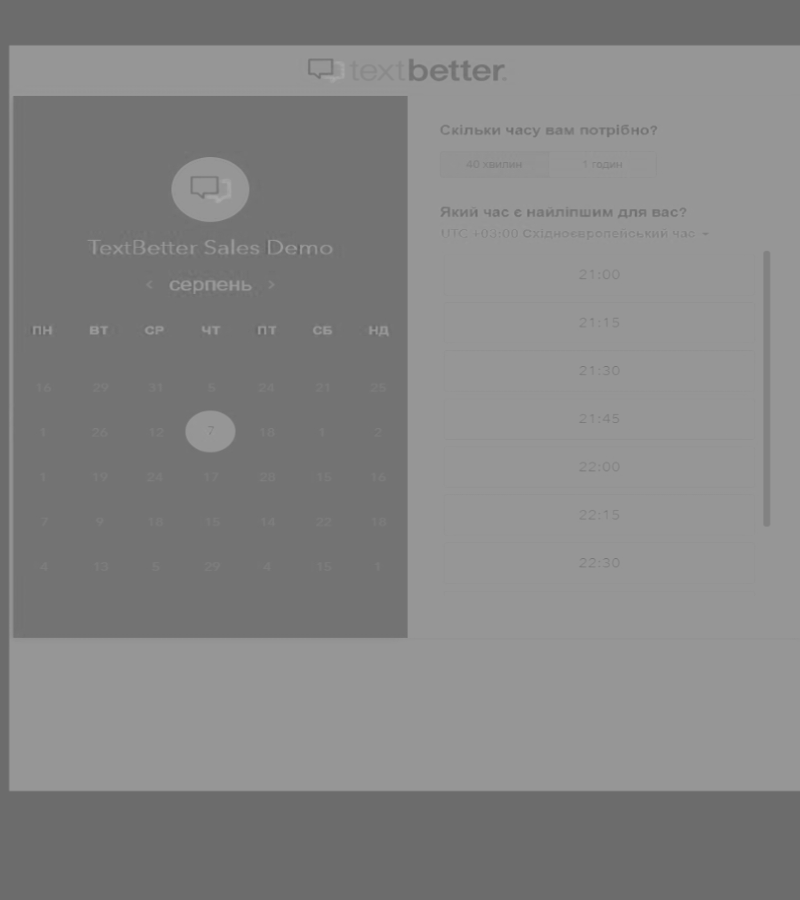 textbetter.
TextBetter Sales Demo
< серпень >
ПН ВТ СР ЧТ ПТ СБ НД
16 29 31 5 24 21 25
26 12 7 18 1 2
1 19 24 17 28 15 16
7 9 18 15 14 22 18
4 13 5 29 4 15 1
Скільки часу вам потрібно?
40 хвилин 1 годин
Який час є найліпшим для вас?
UTC +03:00 Східноєвропейський час
21:00
21:15
21:30
21:45
22:00
22:15
22:30